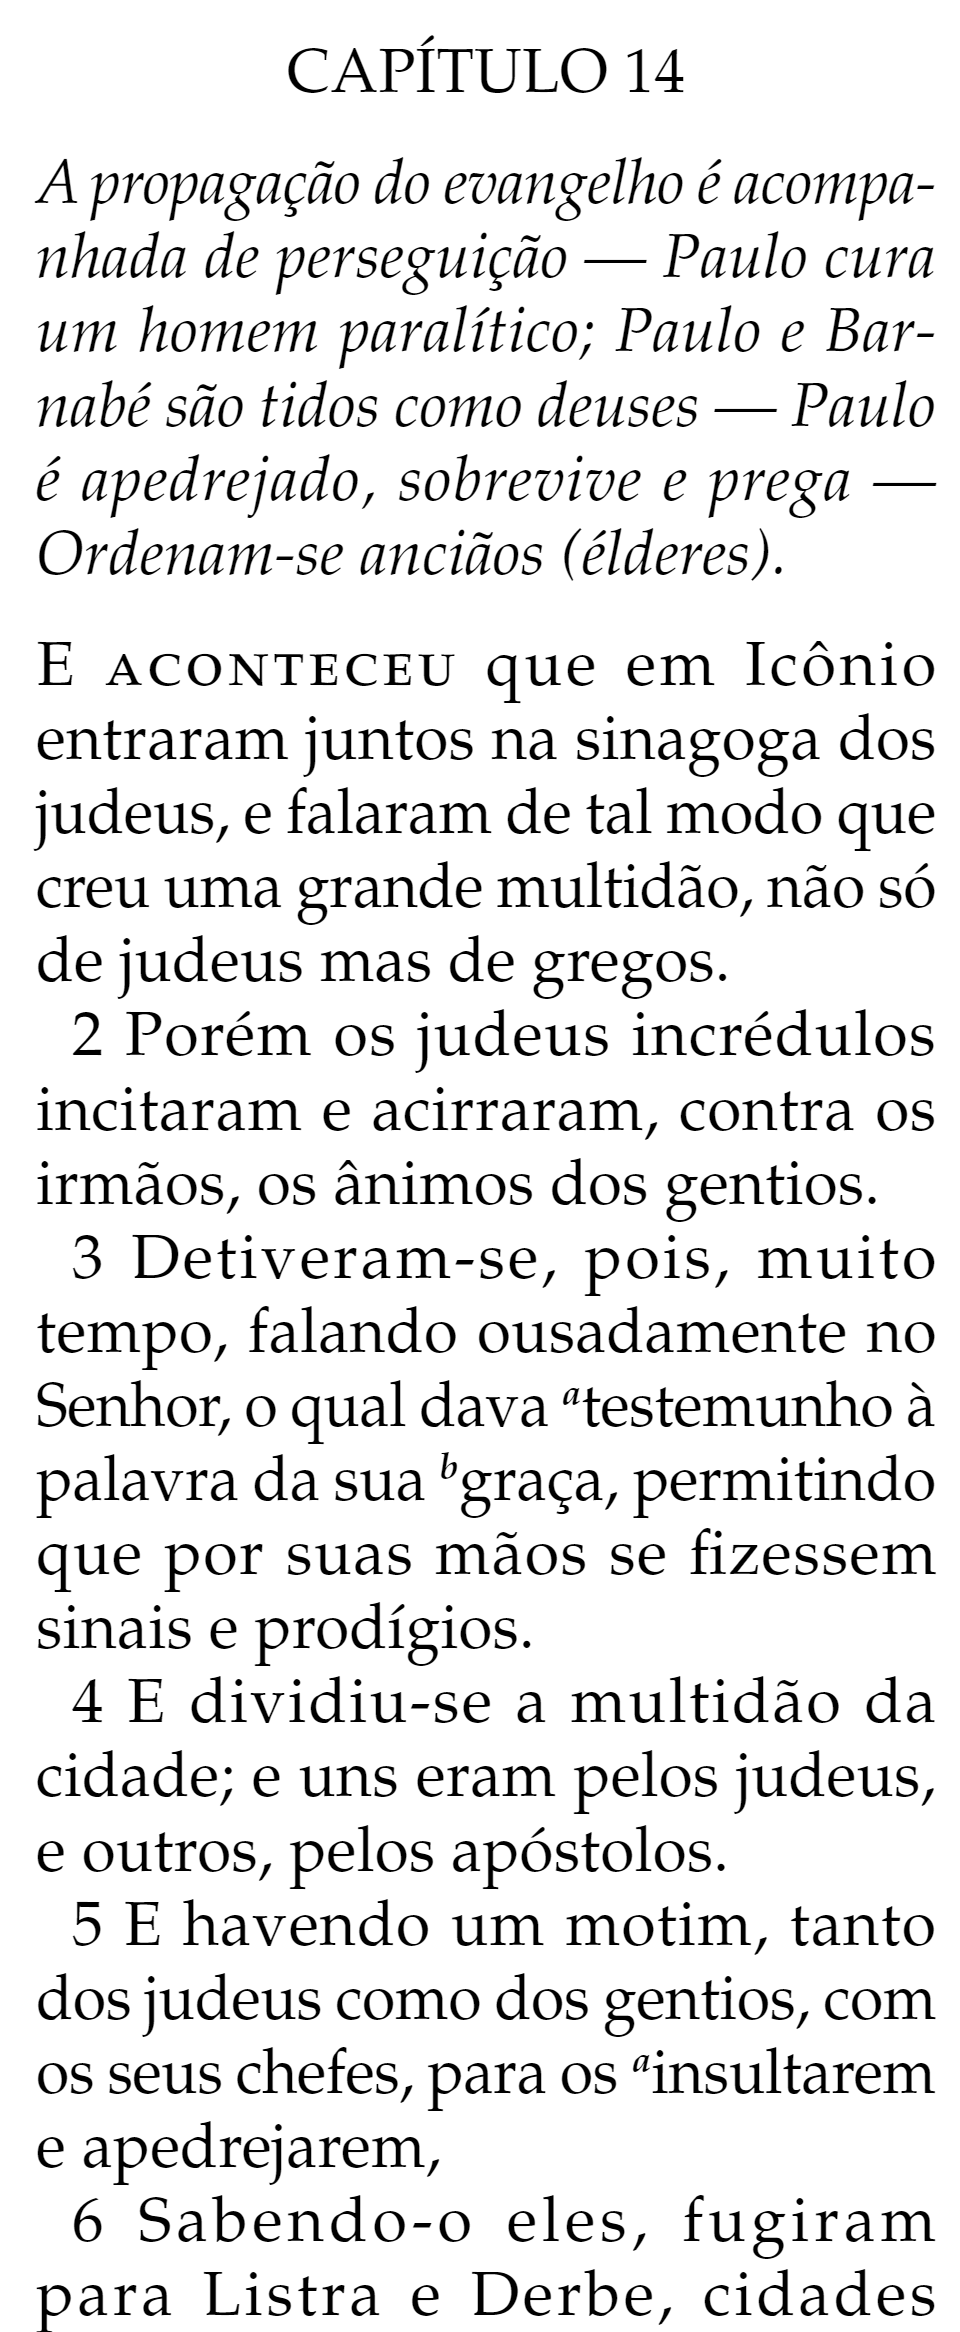 CAPÍTULO 14
A propagação do evangelho é acompa-
nhada de perseguição — Paulo cura
um homem paralítico; Paulo e Bar-
nabé são tidos como deuses — Paulo
é apedrejado, sobrevive e prega —
Ordenam-se anciãos (élderes).
E ACONTECEU que em Icônio
entraram juntos na sinagoga dos
judeus, e falaram de tal modo que
creu uma grande multidão, não só
de judeus mas de gregos.
2 Porém os judeus incrédulos
incitaram e acirraram, contra os
irmãos, os ânimos dos gentios.
3 Detiveram-se, pois, muito
tempo, falando ousadamente no
Senhor, o qual dava atestemunho à
palavra da sua bgraça, permitindo
que por suas mãos se fizessem
sinais e prodígios.
4 E dividiu-se a multidão da
cidade; e uns eram pelos judeus,
e outros, pelos apóstolos.
5 E havendo um motim, tanto
dos judeus como dos gentios, com
os seus chefes, para os ainsultarem
e apedrejarem,
6 Sabendo-o eles, fugiram
para Listra e Derbe, cidades